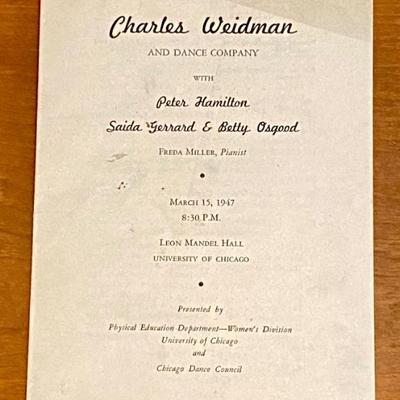 Charles Weidman
AND DANCE COMPANY
WITH
Peter Hamilton
Saida Gerrard & Betty Osgood
FREDA MILLER, Pianist
•
MARCH 15, 1947
8:30 P.M.
LEON MANDEL HALL
UNIVERSITY OF CHICAGO
•
Presented by
Physical Education Department—Women's Division
University of Chicago
and
Chicago Dance Council